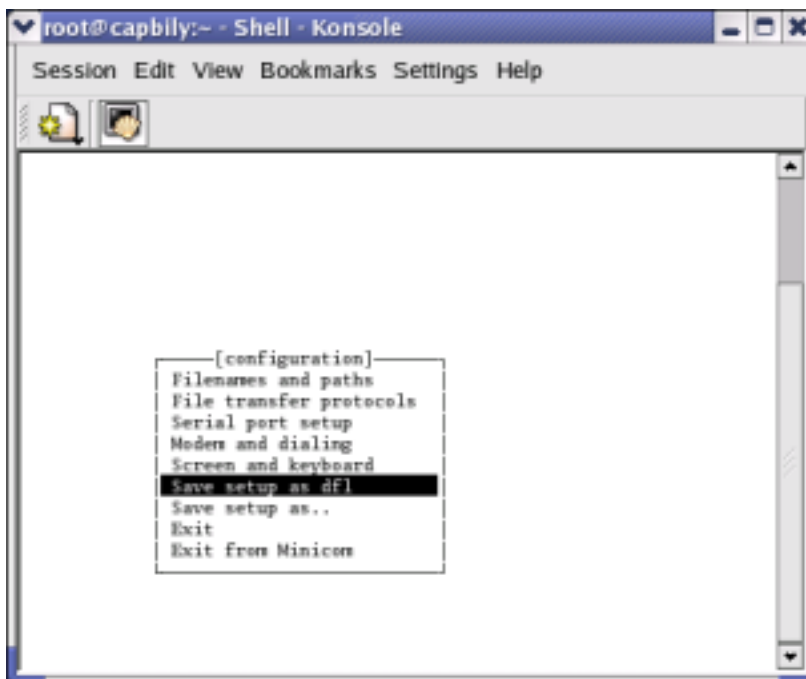 root@capbily:~ - Shell - Konsole
Session Edit View Bookmarks Settings Help
[configuration]
Filenames and paths
File transfer protocols
Serial port setup
Modem and dialing
Screen and keyboard
Save setup as dfl
Save setup as..
Exit
Exit from Minicom